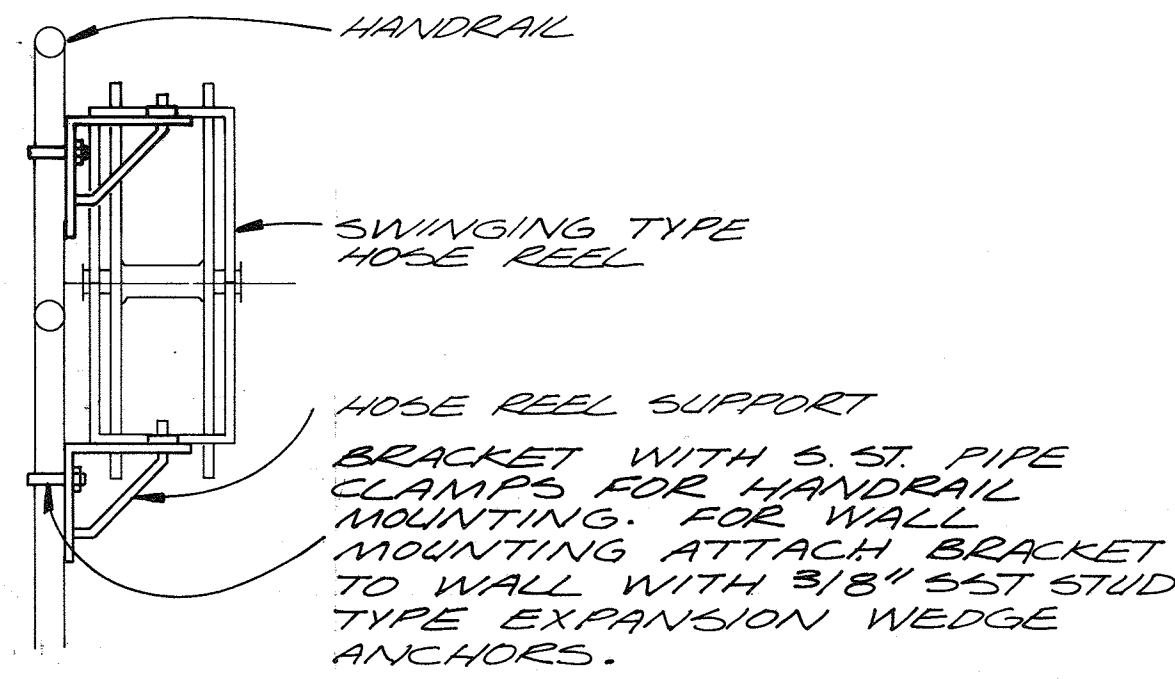 HANDRAIL
SWINGING TYPE
HOSE REEL
HOSE REEL SUPPORT
BRACKET WITH S. ST. PIPE
CLAMPS FOR HANDRAIL
MOUNTING. FOR WALL
MOUNTING ATTACH BRACKET
TO WALL WITH 3/8" SST STUD
TYPE EXPANSION WEDGE
ANCHORS.